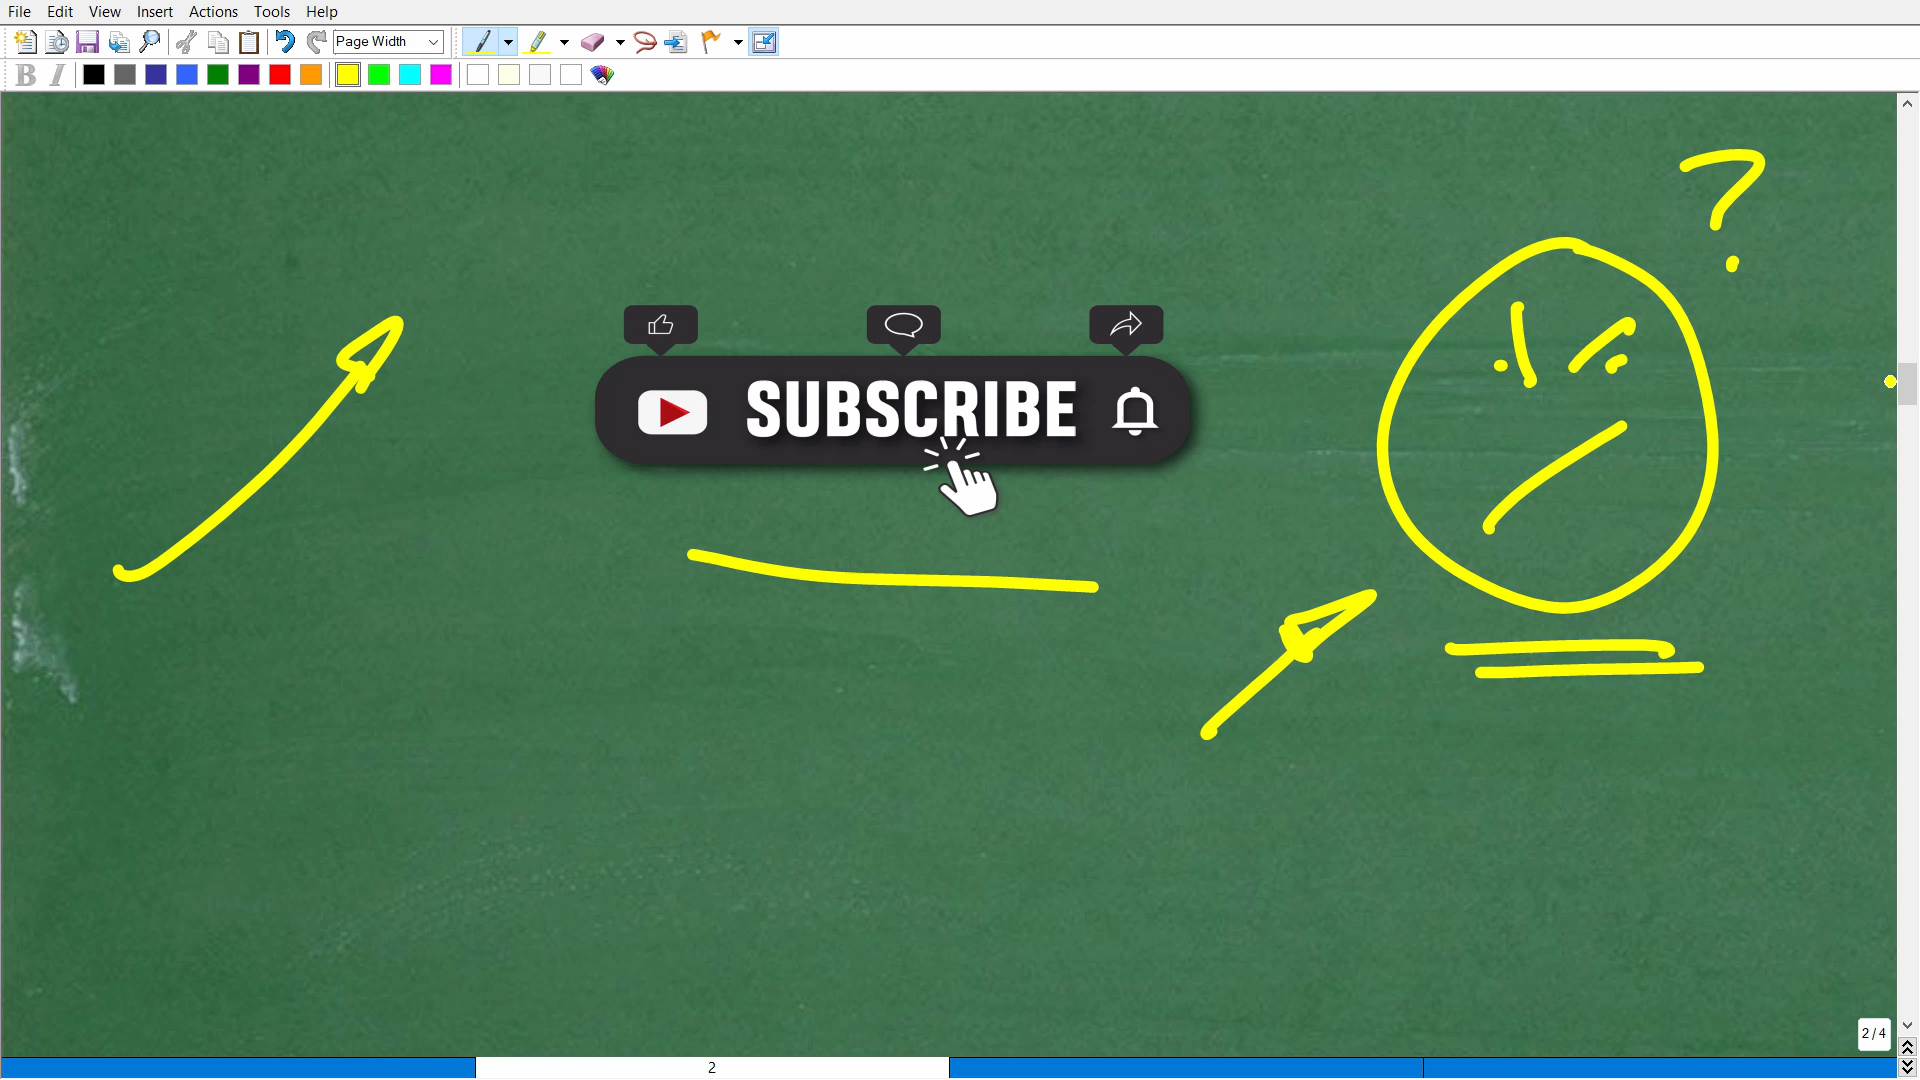 File Edit View Insert Actions Tools Help
Page Width
B I
?
SUBSCRIBE
2 / 4
2